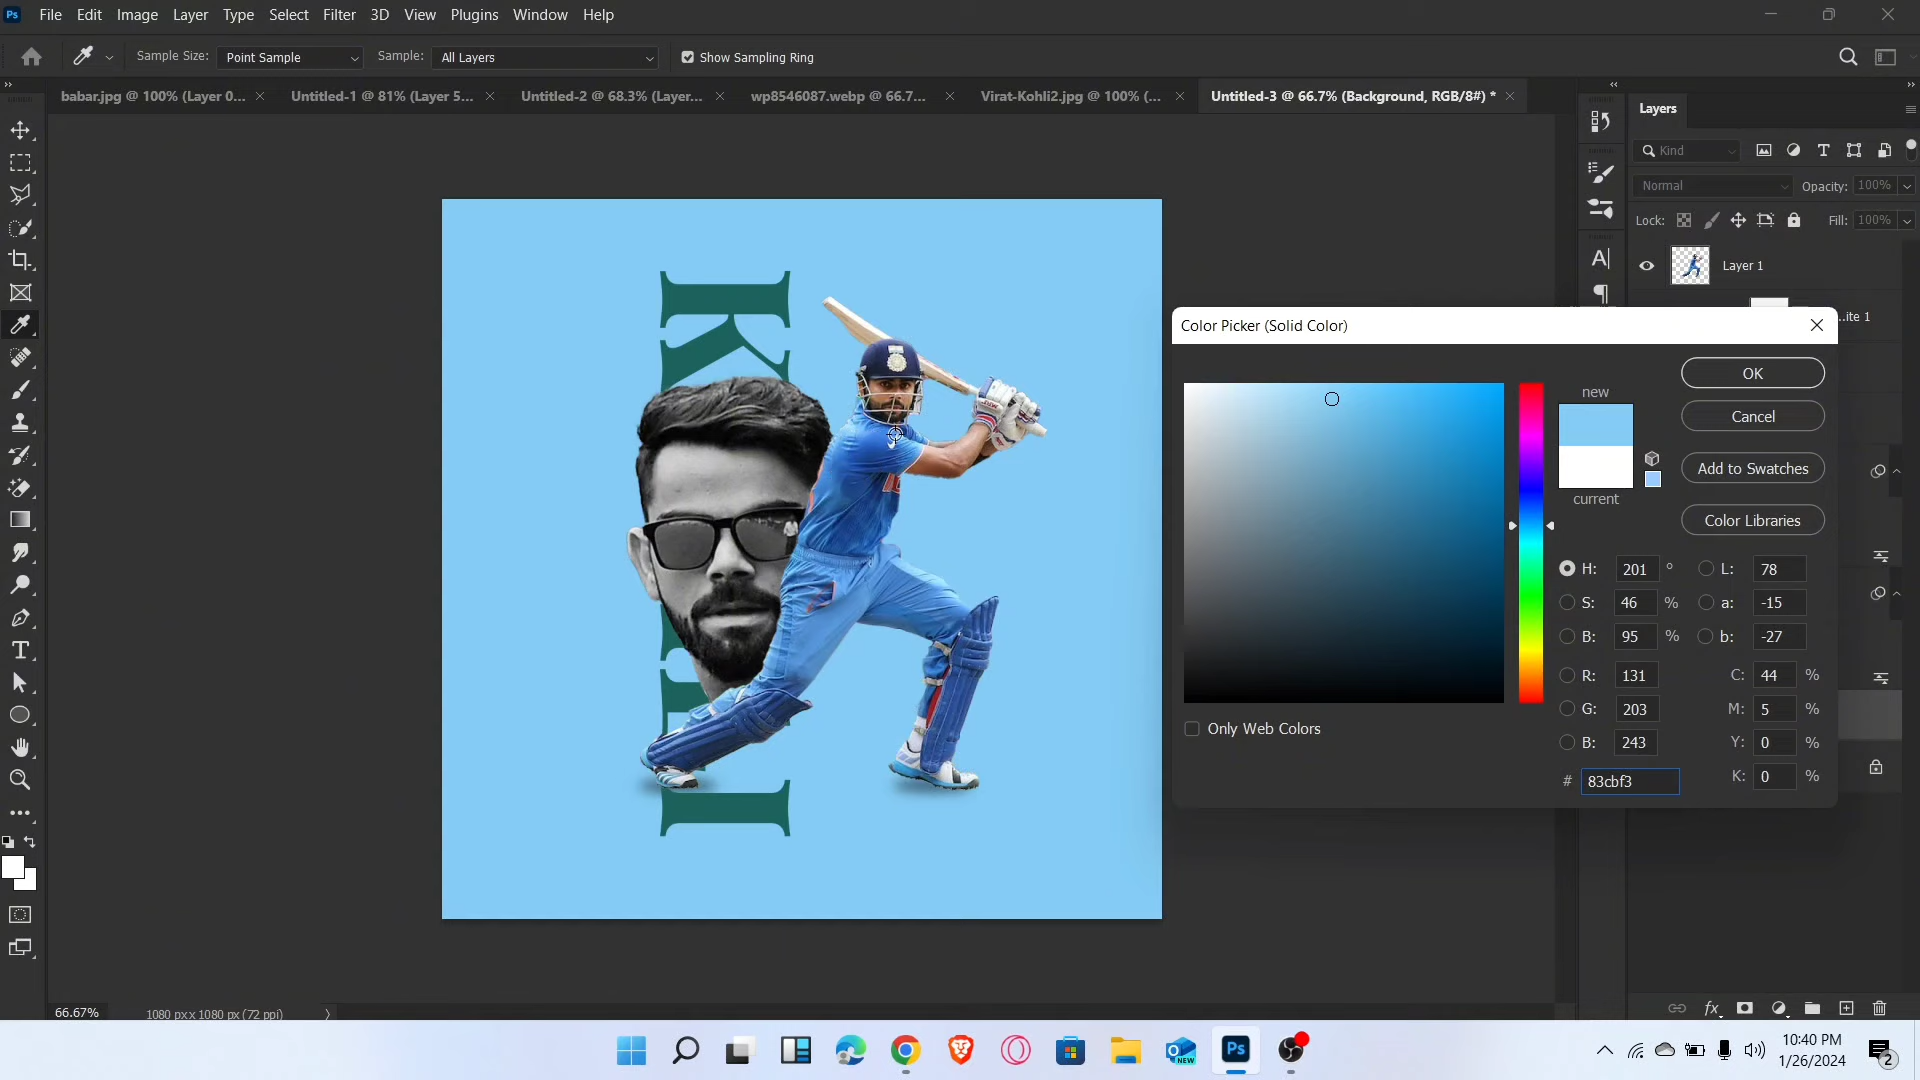 Ps File Edit Image Layer Type Select Filter 3D View Plugins Window Help
Sample Size: Point Sample Sample: All Layers Show Sampling Ring
babar.jpg @ 100% (Layer 0... Untitled-1 @ 81% (Layer 5... Untitled-2 @ 68.3% (Layer... wp8546087.webp @ 66.7... Virat-Kohli2.jpg @ 100% (... Untitled-3 @ 66.7% (Background, RGB/8#) *
Layers
Kind
Normal Opacity: 100%
Lock: Fill: 100%
Layer 1
...ite 1
K
I
Color Picker (Solid Color)
OK
new
Cancel
Add to Swatches
current
Color Libraries
H: 201 ° L: 78
S: 46 % a: -15
B: 95 % b: -27
R: 131 C: 44 %
G: 203 M: 5 %
B: 243 Y: 0 %
# 83cbf3 K: 0 %
Only Web Colors
66.67% 1080 px x 1080 px (72 ppi)
Ps NEW
10:40 PM
1/26/2024
2